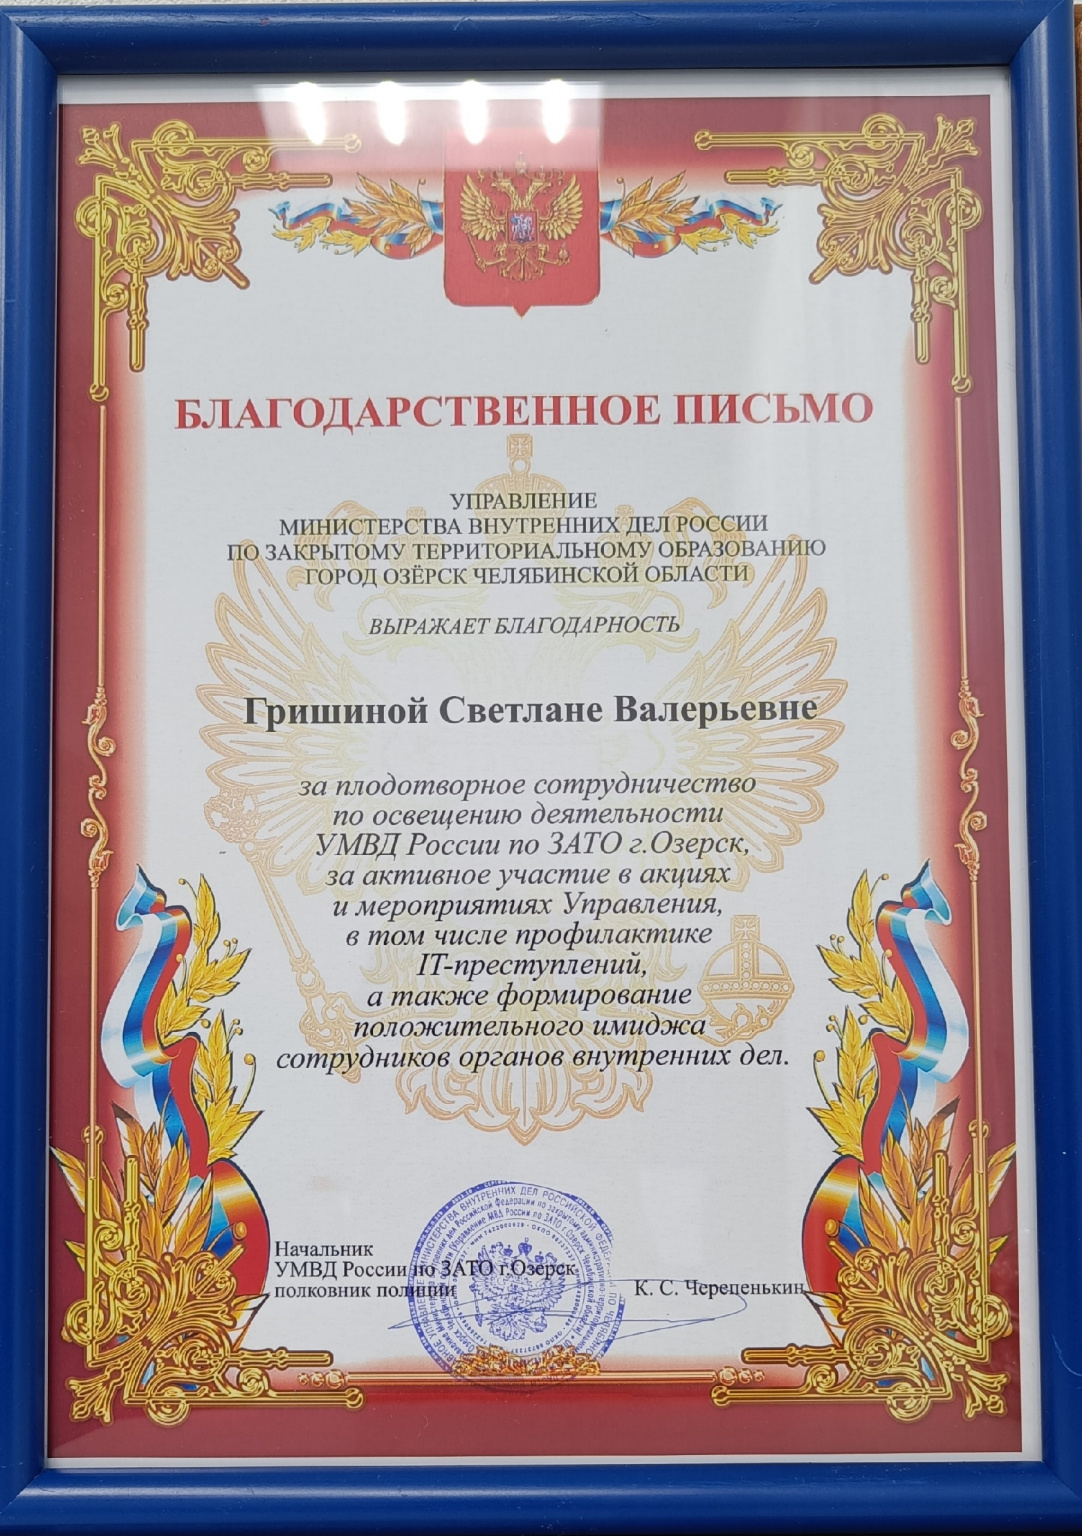 БЛАГОДАРСТВЕННОЕ ПИСЬМО
УПРАВЛЕНИЕ
МИНИСТЕРСТВА ВНУТРЕННИХ ДЕЛ РОССИИ
ПО ЗАКРЫТОМУ ТЕРРИТОРИАЛЬНОМУ ОБРАЗОВАНИЮ
ГОРОД ОЗЁРСК ЧЕЛЯБИНСКОЙ ОБЛАСТИ
ВЫРАЖАЕТ БЛАГОДАРНОСТЬ
Гришиной Светлане Валерьевне
за плодотворное сотрудничество
по освещению деятельности
УМВД России по ЗАТО г.Озерск,
за активное участие в акциях
и мероприятиях Управления,
в том числе профилактике
IT-преступлений,
а также формирование
положительного имиджа
сотрудников органов внутренних дел.
Начальник
УМВД России по ЗАТО г.Озерск
полковник полиции
К. С. Черепенькин